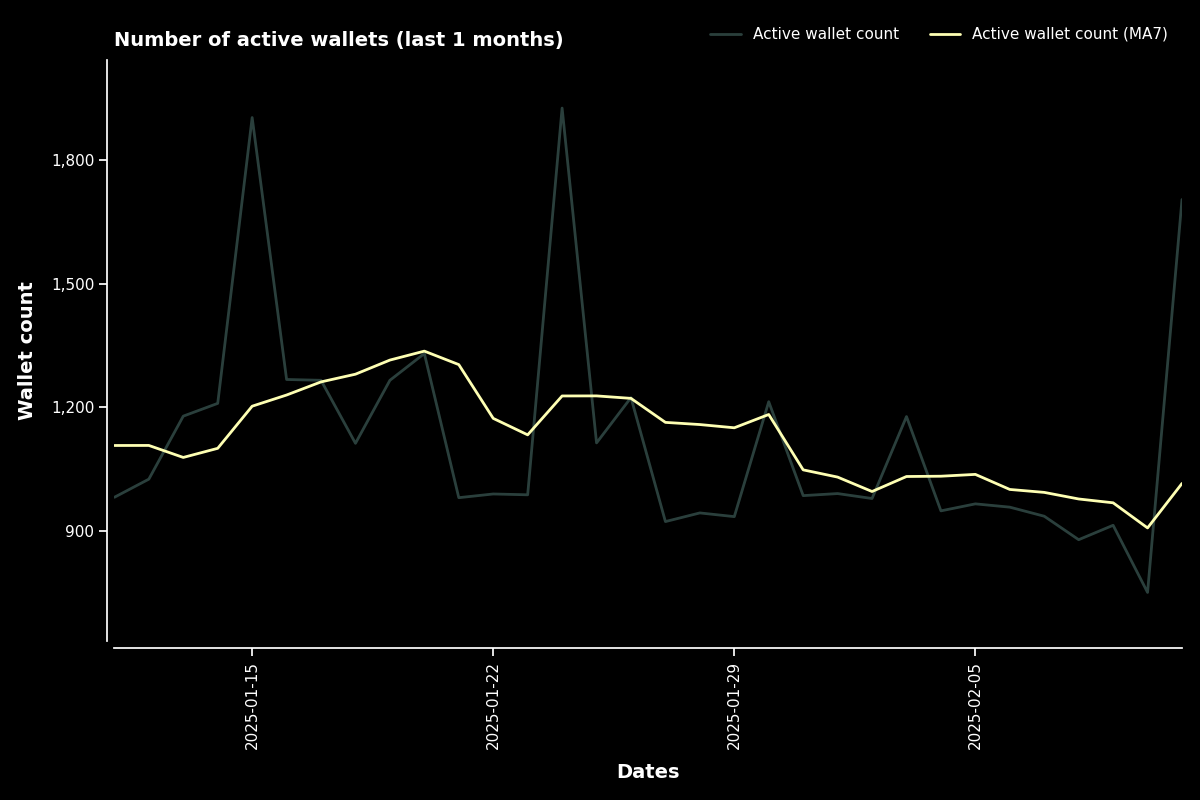 Number of active wallets (last 1 months)
Active wallet count
Active wallet count (MA7)
Wallet count
1,800
1,500
1,200
900
2025-01-15
2025-01-22
2025-01-29
2025-02-05
Dates